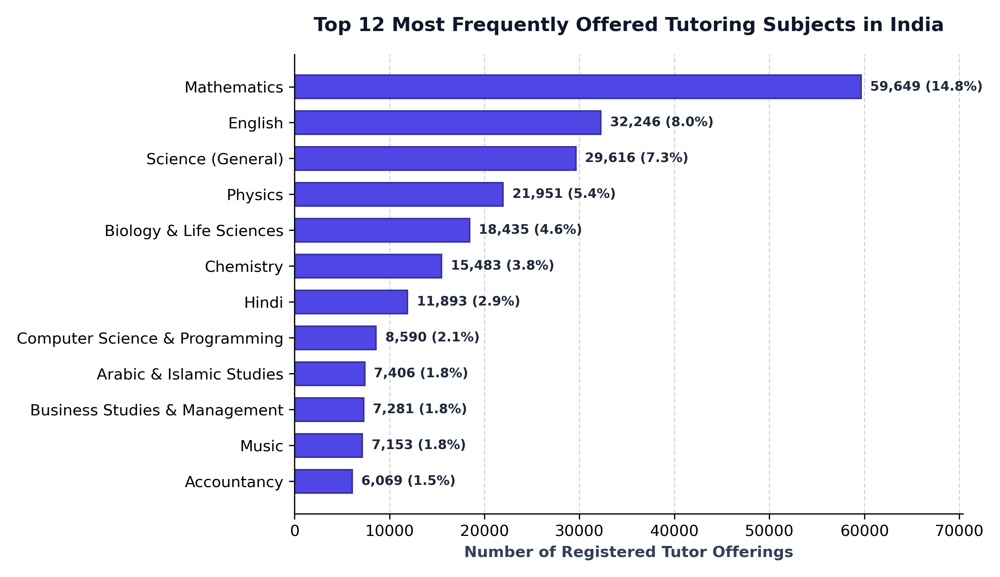 Top 12 Most Frequently Offered Tutoring Subjects in India
Mathematics 59,649 (14.8%)
English 32,246 (8.0%)
Science (General) 29,616 (7.3%)
Physics 21,951 (5.4%)
Biology & Life Sciences 18,435 (4.6%)
Chemistry 15,483 (3.8%)
Hindi 11,893 (2.9%)
Computer Science & Programming 8,590 (2.1%)
Arabic & Islamic Studies 7,406 (1.8%)
Business Studies & Management 7,281 (1.8%)
Music 7,153 (1.8%)
Accountancy 6,069 (1.5%)
0 10000 20000 30000 40000 50000 60000 70000
Number of Registered Tutor Offerings